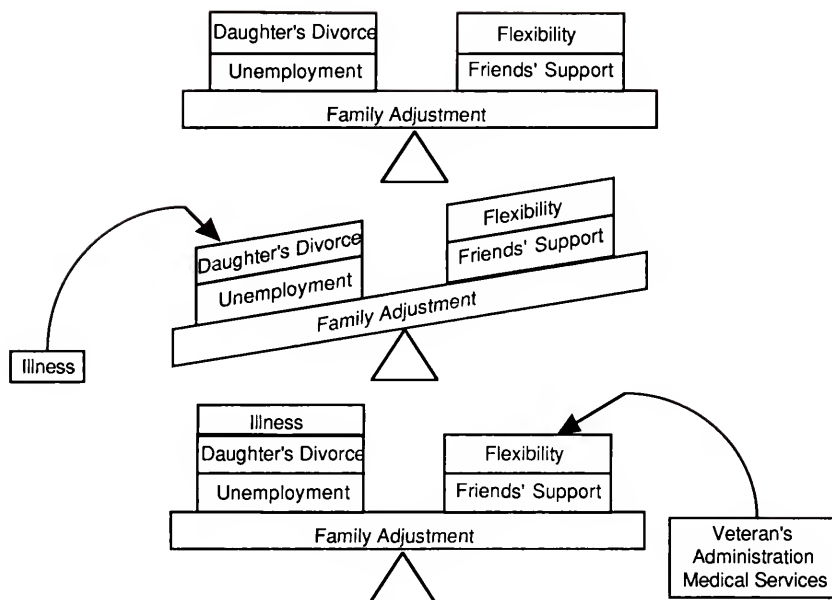 Daughter's Divorce
Flexibility
Unemployment
Friends' Support
Family Adjustment
Flexibility
Daughter's Divorce
Friends' Support
Unemployment
Family Adjustment
Illness
Illness
Daughter's Divorce
Flexibility
Unemployment
Friends' Support
Family Adjustment
Veteran's
Administration
Medical Services